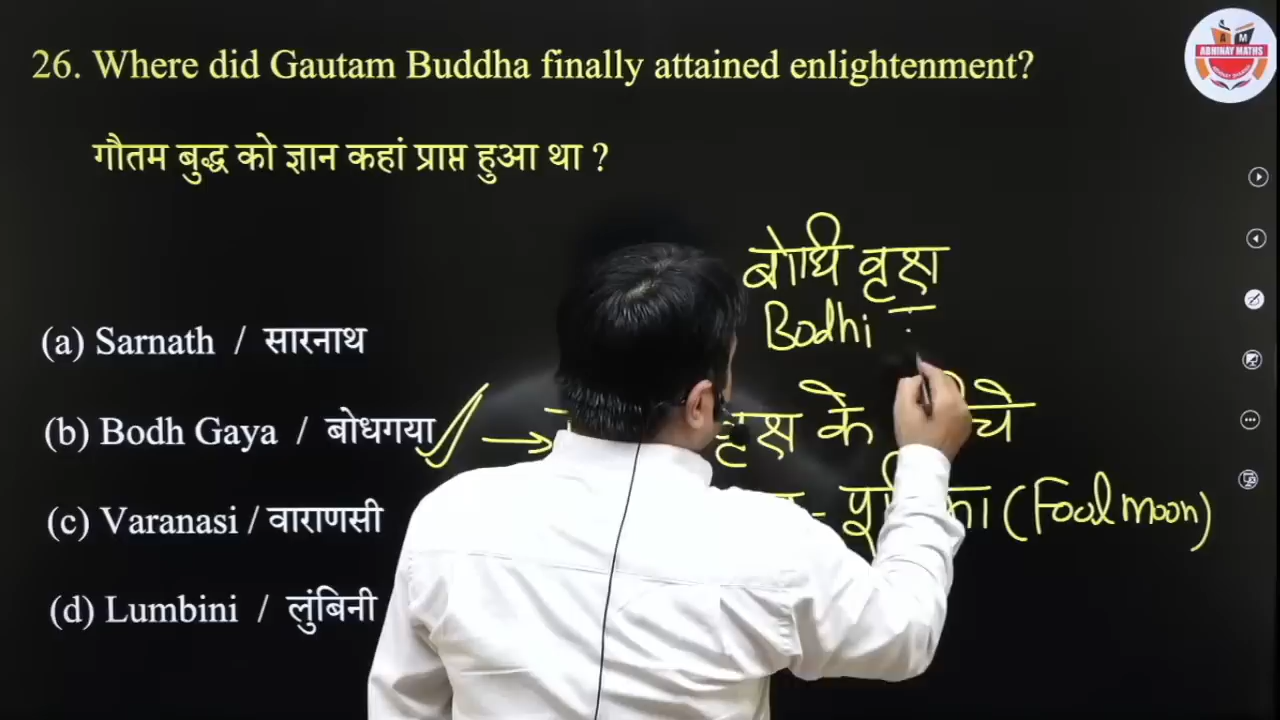 26. Where did Gautam Buddha finally attained enlightenment?
गौतम बुद्ध को ज्ञान कहां प्राप्त हुआ था ?
बोधि वृक्ष
Bodhi
(a) Sarnath / सारनाथ
(b) Bodh Gaya / बोधगया
के
(Fool moon)
(c) Varanasi / वाराणसी
(d) Lumbini / लुंबिनी
ABHINAY MATHS